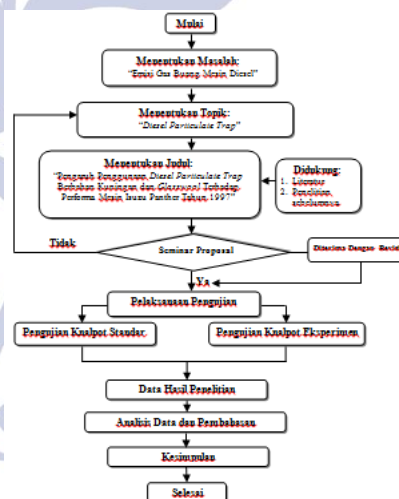 Mulai
Menentukan Masalah:
"Emisi Gas Buang Mesin Diesel"
Menentukan Topik:
"Diesel Particulate Trap"
Menentukan Judul:
"Pengaruh Penggunaan Diesel Particulate Trap
Berbahan Kuningan dan Glasswool Terhadap
Performa Mesin Isuzu Panther Tahun 1997"
Didukung:
1. Literatur
2. Penelitian
sebelumnya
Tidak
Seminar Proposal
Diterima Dengan
Ya
Pelaksanaan Pengujian
Pengujian Knalpot Standar
Pengujian Knalpot Eksperimen
Data Hasil Penelitian
Analisis Data dan Pembahasan
Kesimpulan
Selesai